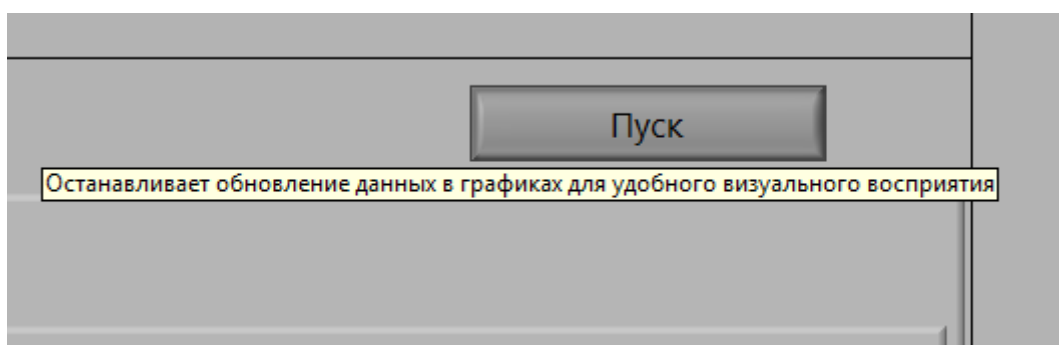 Пуск
Останавливает обновление данных в графиках для удобного визуального восприятия